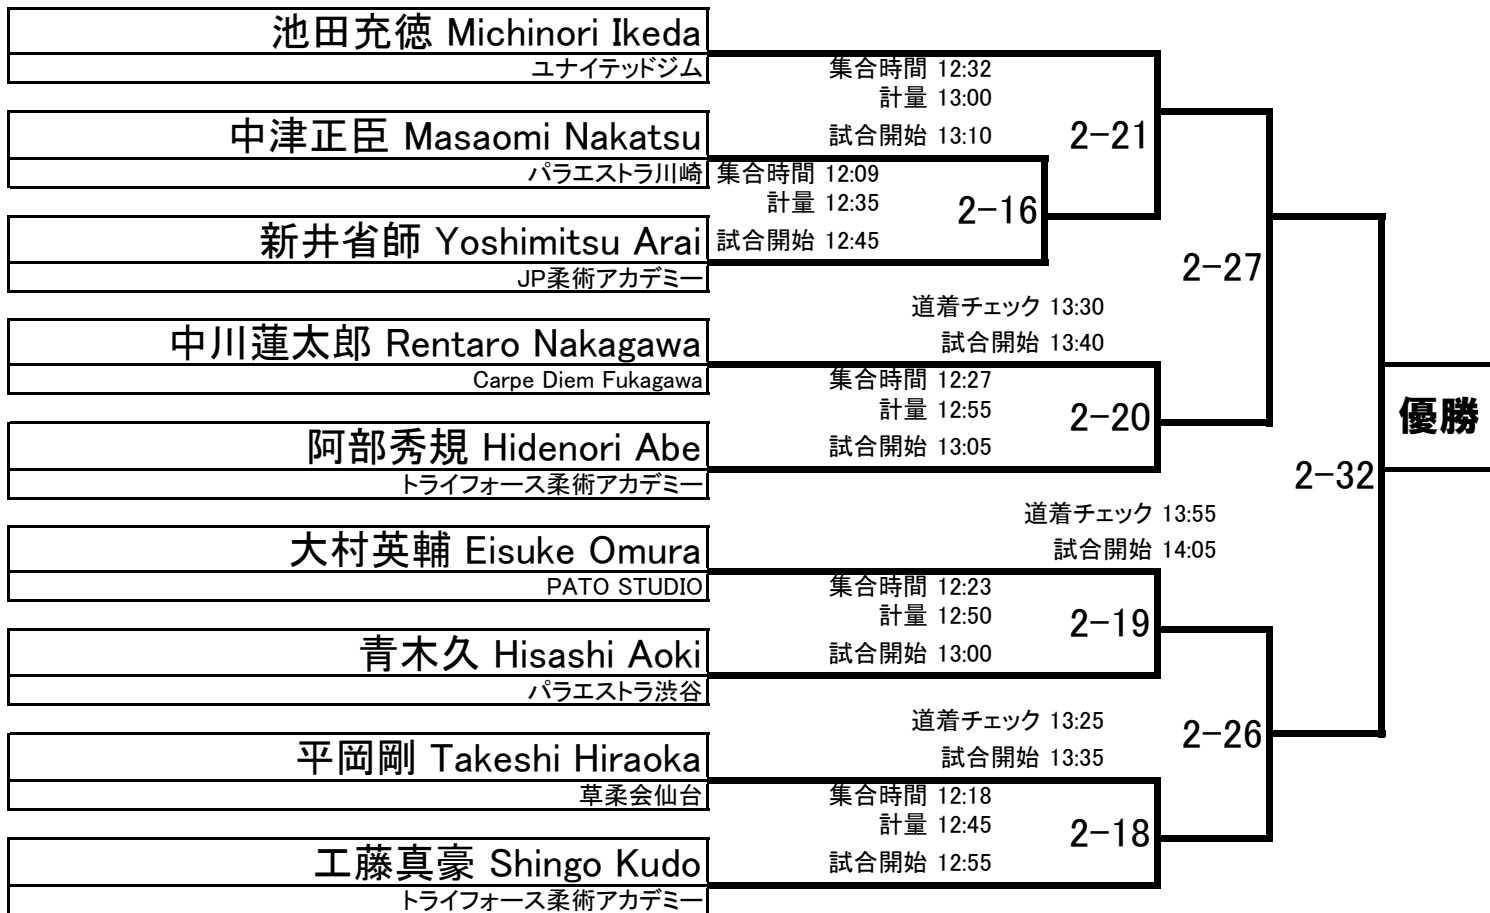 池田充徳 Michinori Ikeda
ユナイテッドジム
集合時間 12:32
計量 13:00
試合開始 13:10
2-21
中津正臣 Masaomi Nakatsu
パラエストラ川崎
集合時間 12:09
計量 12:35
試合開始 12:45
2-16
新井省師 Yoshimitsu Arai
JP柔術アカデミー
2-27
道着チェック 13:30
試合開始 13:40
中川蓮太郎 Rentaro Nakagawa
Carpe Diem Fukagawa
集合時間 12:27
計量 12:55
試合開始 13:05
2-20
優勝
阿部秀規 Hidenori Abe
トライフォース柔術アカデミー
2-32
道着チェック 13:55
試合開始 14:05
大村英輔 Eisuke Omura
PATO STUDIO
集合時間 12:23
計量 12:50
試合開始 13:00
2-19
青木久 Hisashi Aoki
パラエストラ渋谷
道着チェック 13:25
試合開始 13:35
2-26
平岡剛 Takeshi Hiraoka
草柔会仙台
集合時間 12:18
計量 12:45
試合開始 12:55
2-18
工藤真豪 Shingo Kudo
トライフォース柔術アカデミー